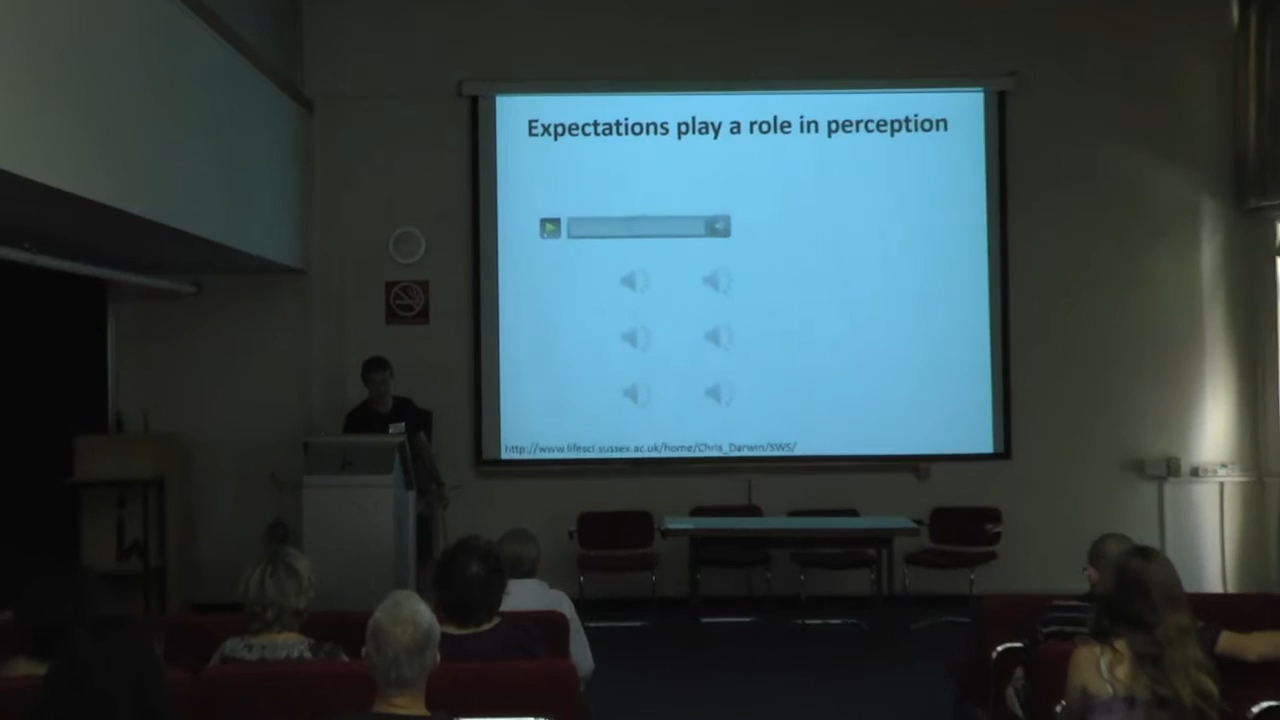 Expectations play a role in perception
http://www.lifesci.sussex.ac.uk/home/Chris_Darwin/SWS/